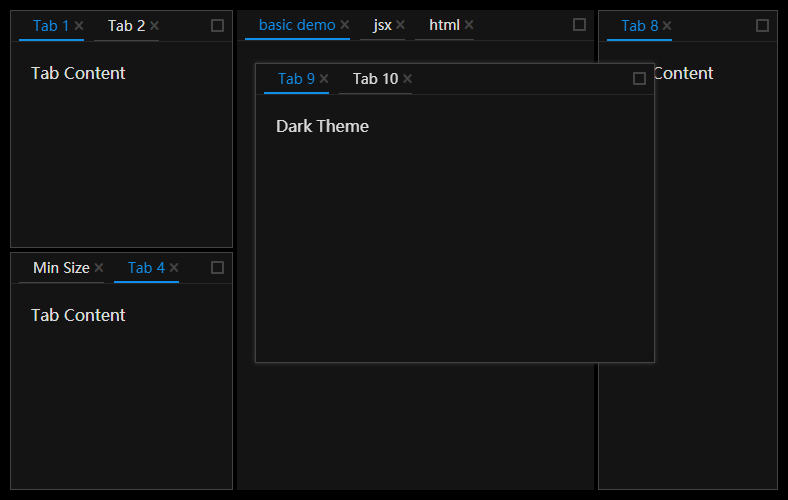 Tab 1 Tab 2
Tab Content
Min Size Tab 4
Tab Content
basic demo jsx html
Tab 9 Tab 10
Dark Theme
Tab 8
Content